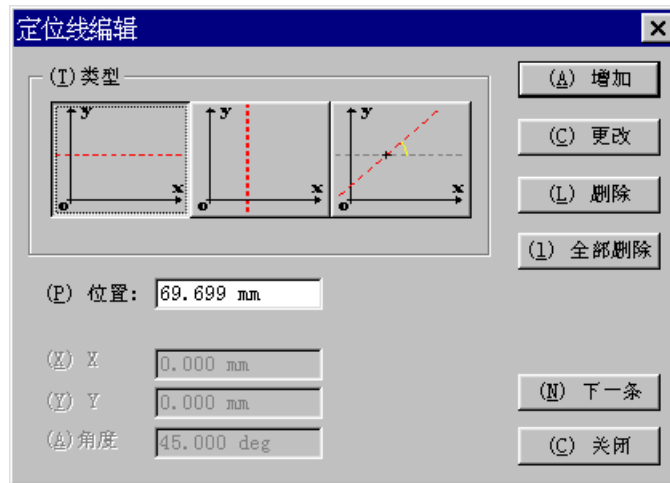 定位线编辑
(T)类型
y x o
y x o
y x o
(A) 增加
(C) 更改
(L) 删除
(l) 全部删除
(P) 位置: 69.699 mm
(X) X 0.000 mm
(Y) Y 0.000 mm
(A)角度 45.000 deg
(N) 下一条
(C) 关闭